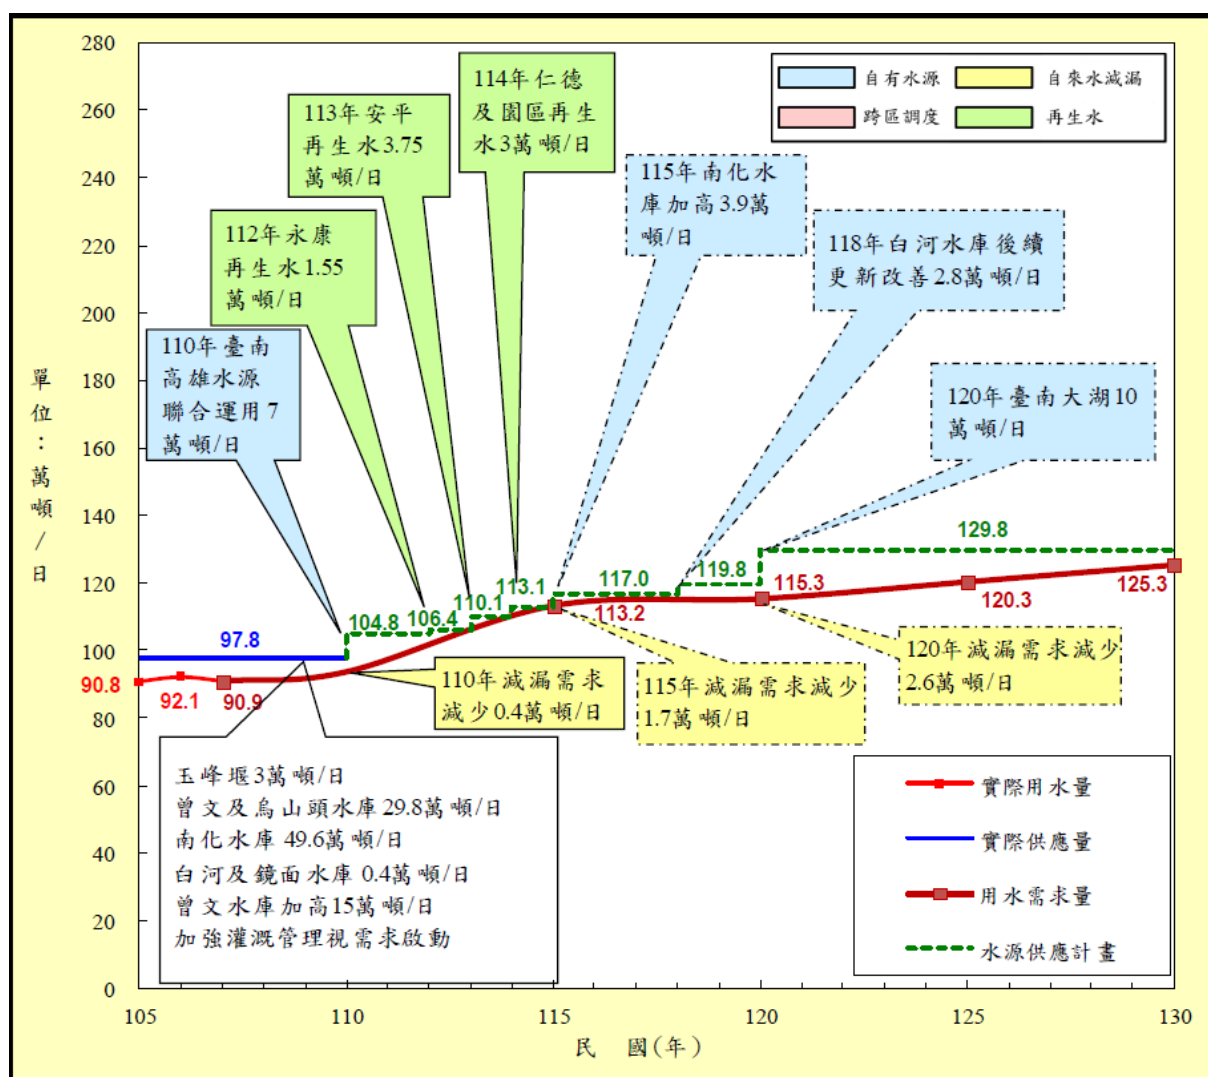 280
260
240
220
200
180
160
140
120
100
80
60
40
20
0
單位：萬噸/日
105
110
115
120
125
130
民 國(年)
自有水源
自來水減漏
跨區調度
再生水
114年仁德
及園區再生
水3萬噸/日
113年安平
再生水3.75
萬噸/日
112年永康
再生水1.55
萬噸/日
110年臺南
高雄水源
聯合運用7
萬噸/日
115年南化水
庫加高3.9萬
噸/日
118年白河水庫後續
更新改善2.8萬噸/日
120年臺南大湖10
萬噸/日
97.8
104.8
106.4
110.1
113.1
117.0
119.8
129.8
90.8
92.1
90.9
113.2
115.3
120.3
125.3
110年減漏需求
減少0.4萬噸/日
115年減漏需求減少
1.7萬噸/日
120年減漏需求減少
2.6萬噸/日
玉峰堰3萬噸/日
曾文及烏山頭水庫29.8萬噸/日
南化水庫 49.6萬噸/日
白河及鏡面水庫 0.4萬噸/日
曾文水庫加高15萬噸/日
加強灌溉管理視需求啟動
實際用水量
實際供應量
用水需求量
水源供應計畫